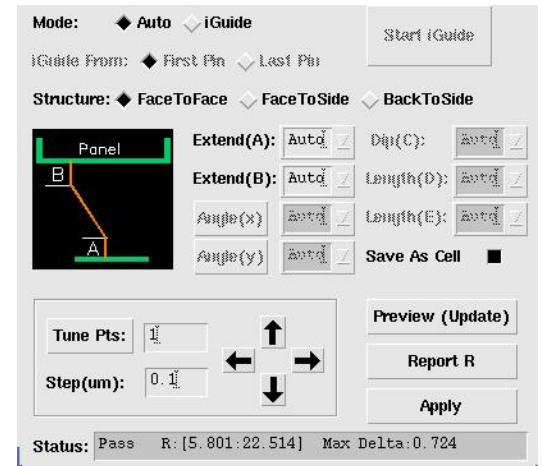 Mode: Auto iGuide Start iGuide
iGuide From: First Pin Last Pin
Structure: FaceToFace FaceToSide BackToSide
Panel
B
A
Extend(A): Auto Dip(C): Auto
Extend(B): Auto Length(D): Auto
Angle(x) Auto Length(E): Auto
Angle(y) Auto Save As Cell
Tune Pts: 1
Step(um): 0.1
Preview (Update)
Report R
Apply
Status: Pass R:[5.801:22.514] Max Delta:0.724